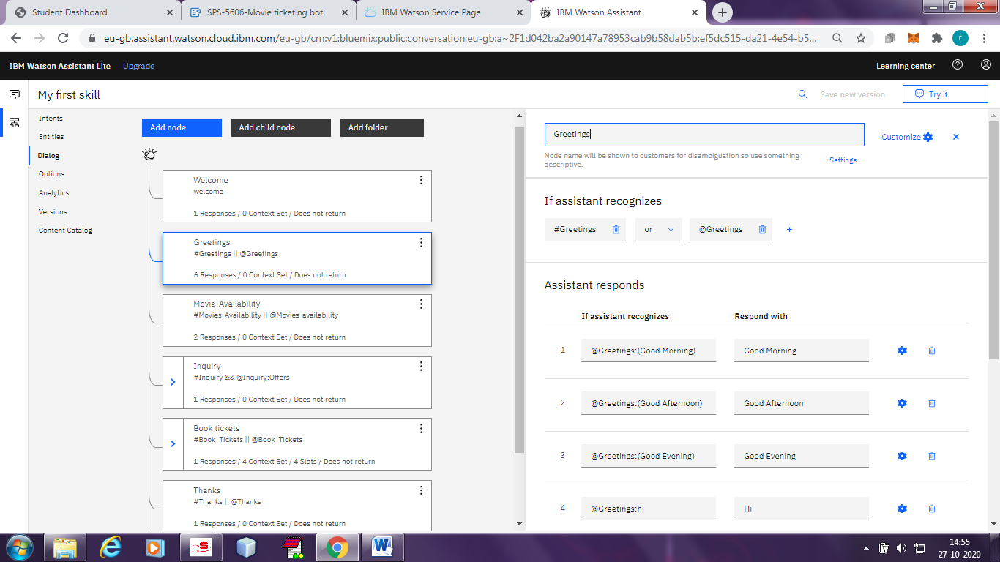 Student Dashboard
SPS-5606-Movie ticketing bot
IBM Watson Service Page
IBM Watson Assistant
eu-gb.assistant.watson.cloud.ibm.com/eu-gb/crn:v1:bluemix:public:conversation:eu-gb:a~2F1d042ba2a90147a78953cab9b58dab5b:ef5dc515-da21-4e54-b5...
r
IBM Watson Assistant Lite
Upgrade
Learning center
My first skill
Save new version
Try it
Intents
Entities
Dialog
Options
Analytics
Versions
Content Catalog
Add node
Add child node
Add folder
Welcome
welcome
1 Responses / 0 Context Set / Does not return
Greetings
#Greetings || @Greetings
6 Responses / 0 Context Set / Does not return
Movie-Availability
#Movies-Availability || @Movies-availability
2 Responses / 0 Context Set / Does not return
Inquiry
#Inquiry && @Inquiry:Offers
1 Responses / 0 Context Set / Does not return
Book tickets
#Book_Tickets || @Book_Tickets
1 Responses / 4 Context Set / 4 Slots / Does not return
Thanks
#Thanks || @Thanks
1 Responses / 0 Context Set / Does not return
Greetings
Customize
Node name will be shown to customers for disambiguation so use something
descriptive.
Settings
If assistant recognizes
#Greetings
or
@Greetings
Assistant responds
If assistant recognizes
Respond with
1 @Greetings:(Good Morning) Good Morning
2 @Greetings:(Good Afternoon) Good Afternoon
3 @Greetings:(Good Evening) Good Evening
4 @Greetings:hi Hi
14:55
27-10-2020